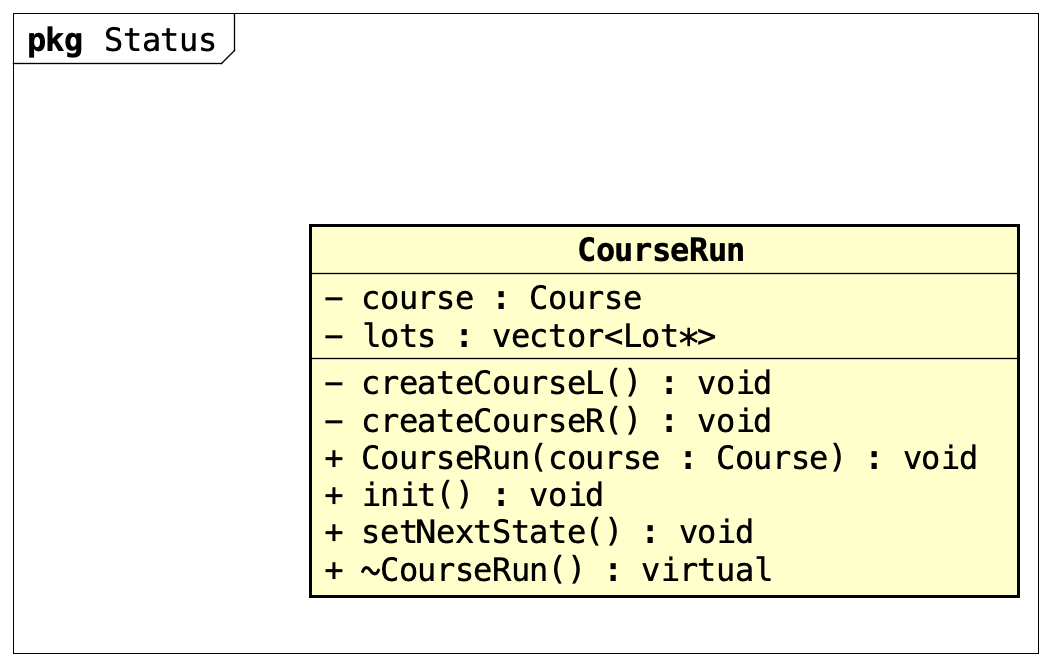 pkg Status
CourseRun
- course : Course
- lots : vector<Lot*>
- createCourseL() : void
- createCourseR() : void
+ CourseRun(course : Course) : void
+ init() : void
+ setNextState() : void
+ ~CourseRun() : virtual